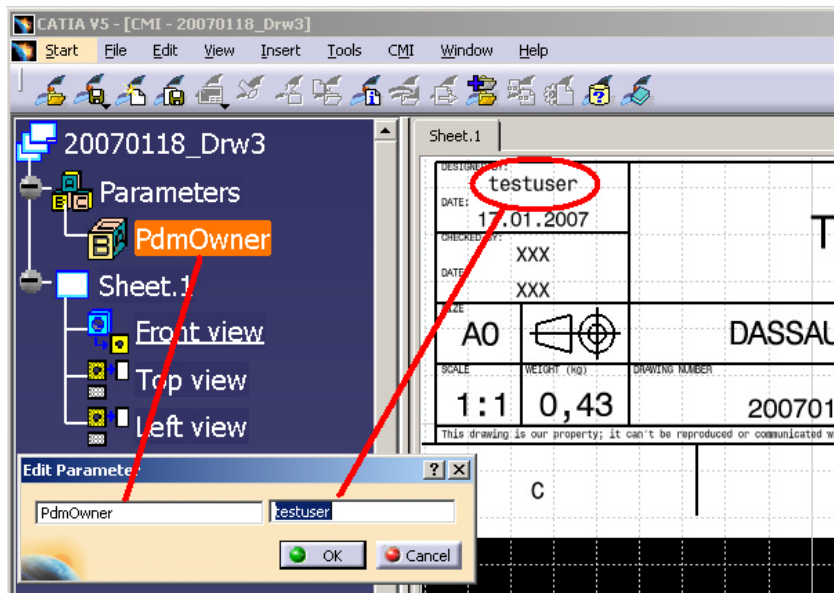 CATIA V5 - [CMI - 20070118_Drw3]
Start File Edit View Insert Tools CMI Window Help
20070118_Drw3
Parameters
PdmOwner
Sheet.1
Front view
Top view
Left view
Sheet.1
DESIGNED BY:
testuser
DATE:
17.01.2007
CHECKED BY:
XXX
DATE
XXX
T
SIZE
A0
DASSAU
SCALE
1:1
WEIGHT (kg)
0,43
DRAWING NUMBER
200701
This drawing is our property; it can't be reproduced or communicated w
C
Edit Parameter
PdmOwner
testuser
OK
Cancel